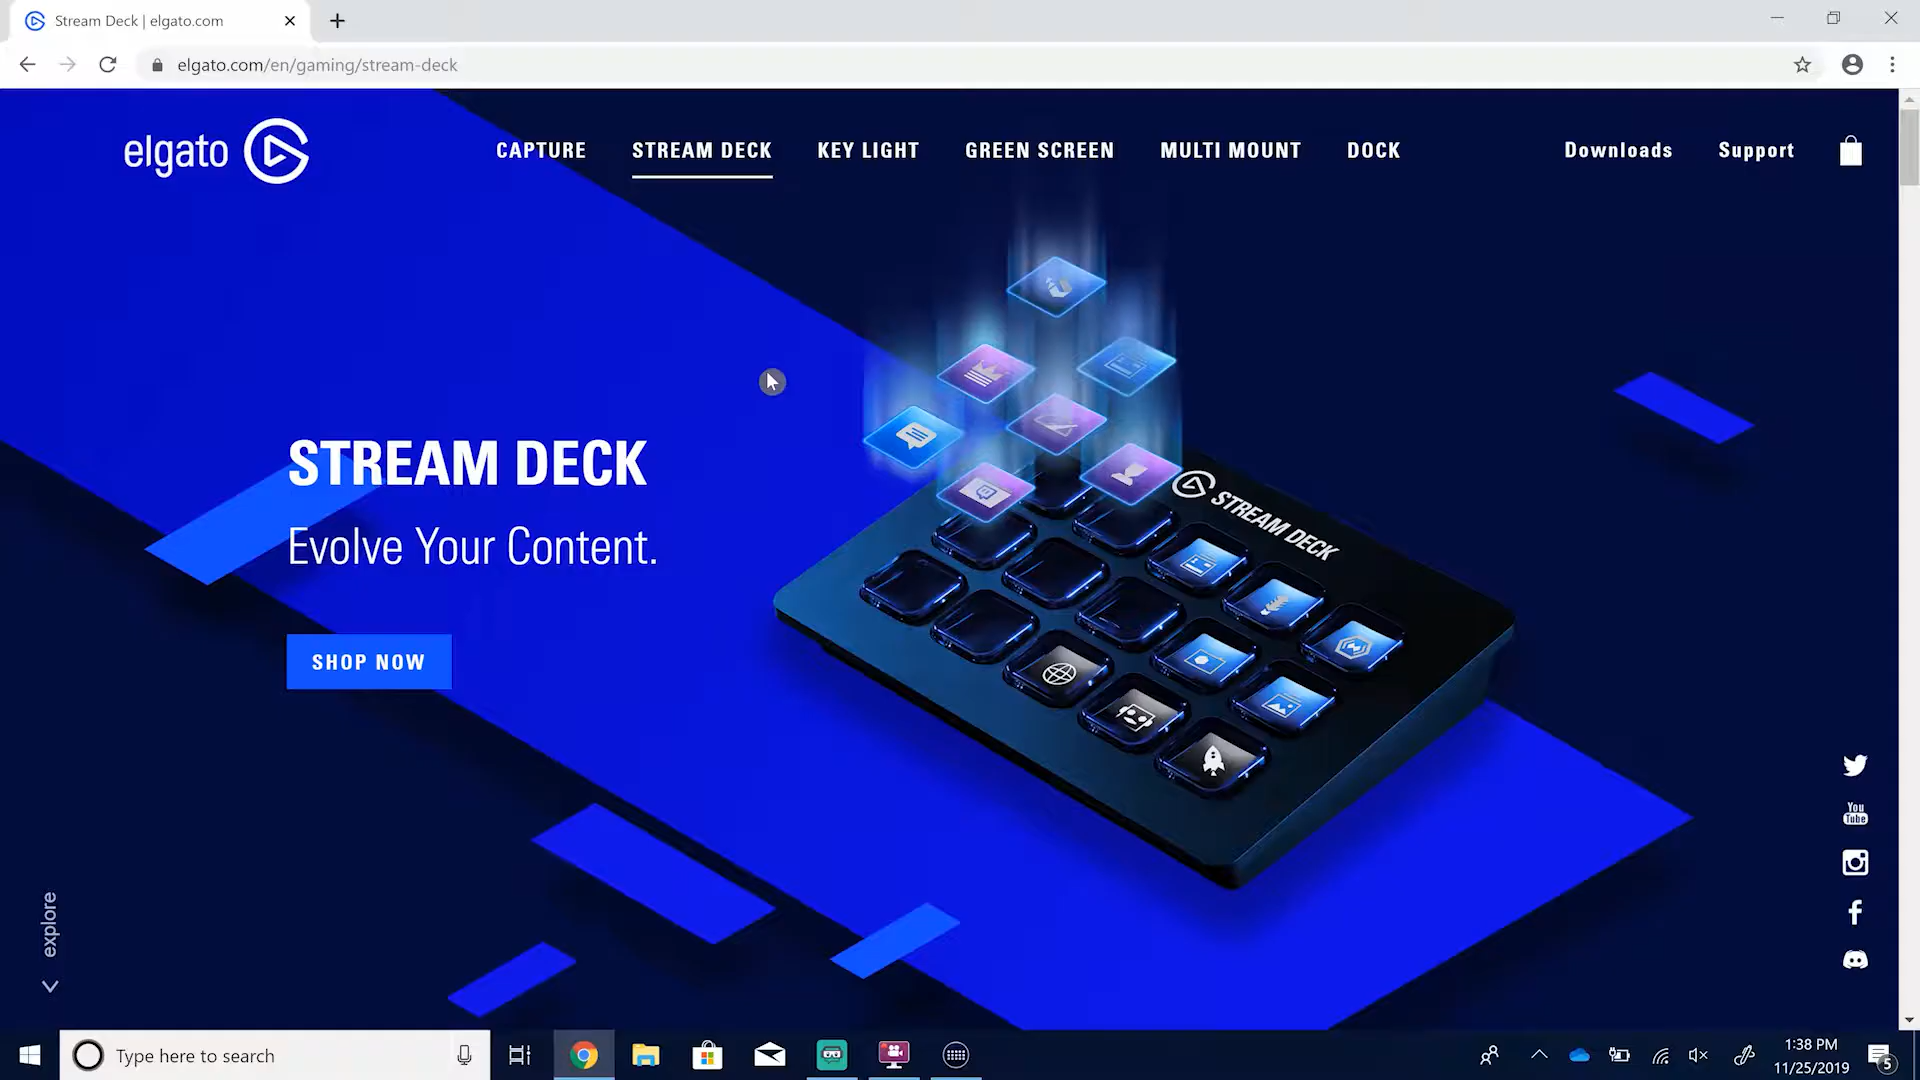 Stream Deck | elgato.com
elgato.com/en/gaming/stream-deck
elgato
CAPTURE STREAM DECK KEY LIGHT GREEN SCREEN MULTI MOUNT DOCK Downloads Support
STREAM DECK
STREAM DECK
Evolve Your Content.
SHOP NOW
You
Tube
explore
Type here to search
1:38 PM
11/25/2019
5